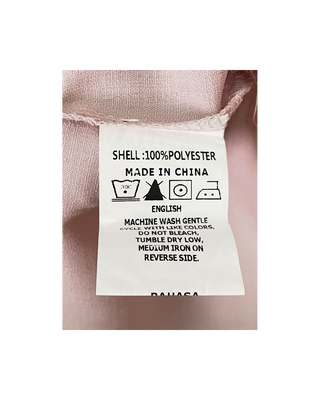 SHELL :100%POLYESTER
MADE IN CHINA
ENGLISH
MACHINE WASH GENTLE
CYCLE WITH LIKE COLORS,
DO NOT BLEACH,
TUMBLE DRY LOW,
MEDIUM IRON ON
REVERSE SIDE.
BAHASA